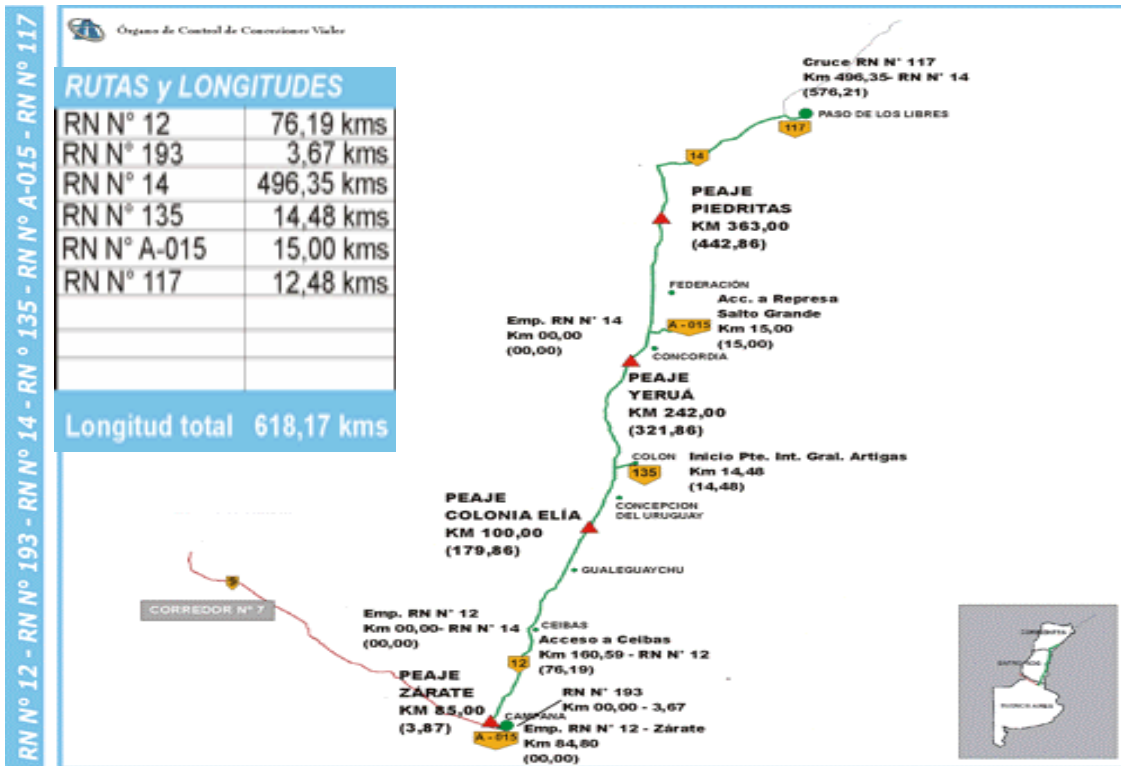 RN Nº 12 - RN Nº 193 - RN Nº 14 - RN º 135 - RN Nº A-015 - RN Nº 117
Órgano de Control de Concesiones Viales
RUTAS y LONGITUDES
RN N° 12 76,19 kms
RN N° 193 3,67 kms
RN N° 14 496,35 kms
RN N° 135 14,48 kms
RN N° A-015 15,00 kms
RN N° 117 12,48 kms
Longitud total 618,17 kms
Cruce RN N° 117
Km 496,35- RN N° 14
(576,21)
PASO DE LOS LIBRES
117
14
PEAJE
PIEDRITAS
KM 363,00
(442,86)
FEDERACIÓN
Acc. a Represa
Salto Grande
Km 15,00
(15,00)
A - 015
Emp. RN N° 14
Km 00,00
(00,00)
CONCORDIA
PEAJE
YERUÁ
KM 242,00
(321,86)
COLON
Inicio Pte. Int. Gral. Artigas
Km 14,48
(14,48)
135
CONCEPCION
DEL URUGUAY
PEAJE
COLONIA ELÍA
KM 100,00
(179,86)
GUALEGUAYCHU
9
CORREDOR Nº 7
Emp. RN N° 12
Km 00,00- RN N° 14
(00,00)
CEIBAS
Acceso a Ceibas
Km 160,59 - RN N° 12
(76,19)
12
PEAJE
ZÁRATE
KM 85,00
(3,87)
RN N° 193
Km 00,00 - 3,67
CAMPANA
A - 015
Emp. RN N° 12 - Zárate
Km 84,80
(00,00)
CORRIENTES
ENTRE RIOS
BUENOS AIRES